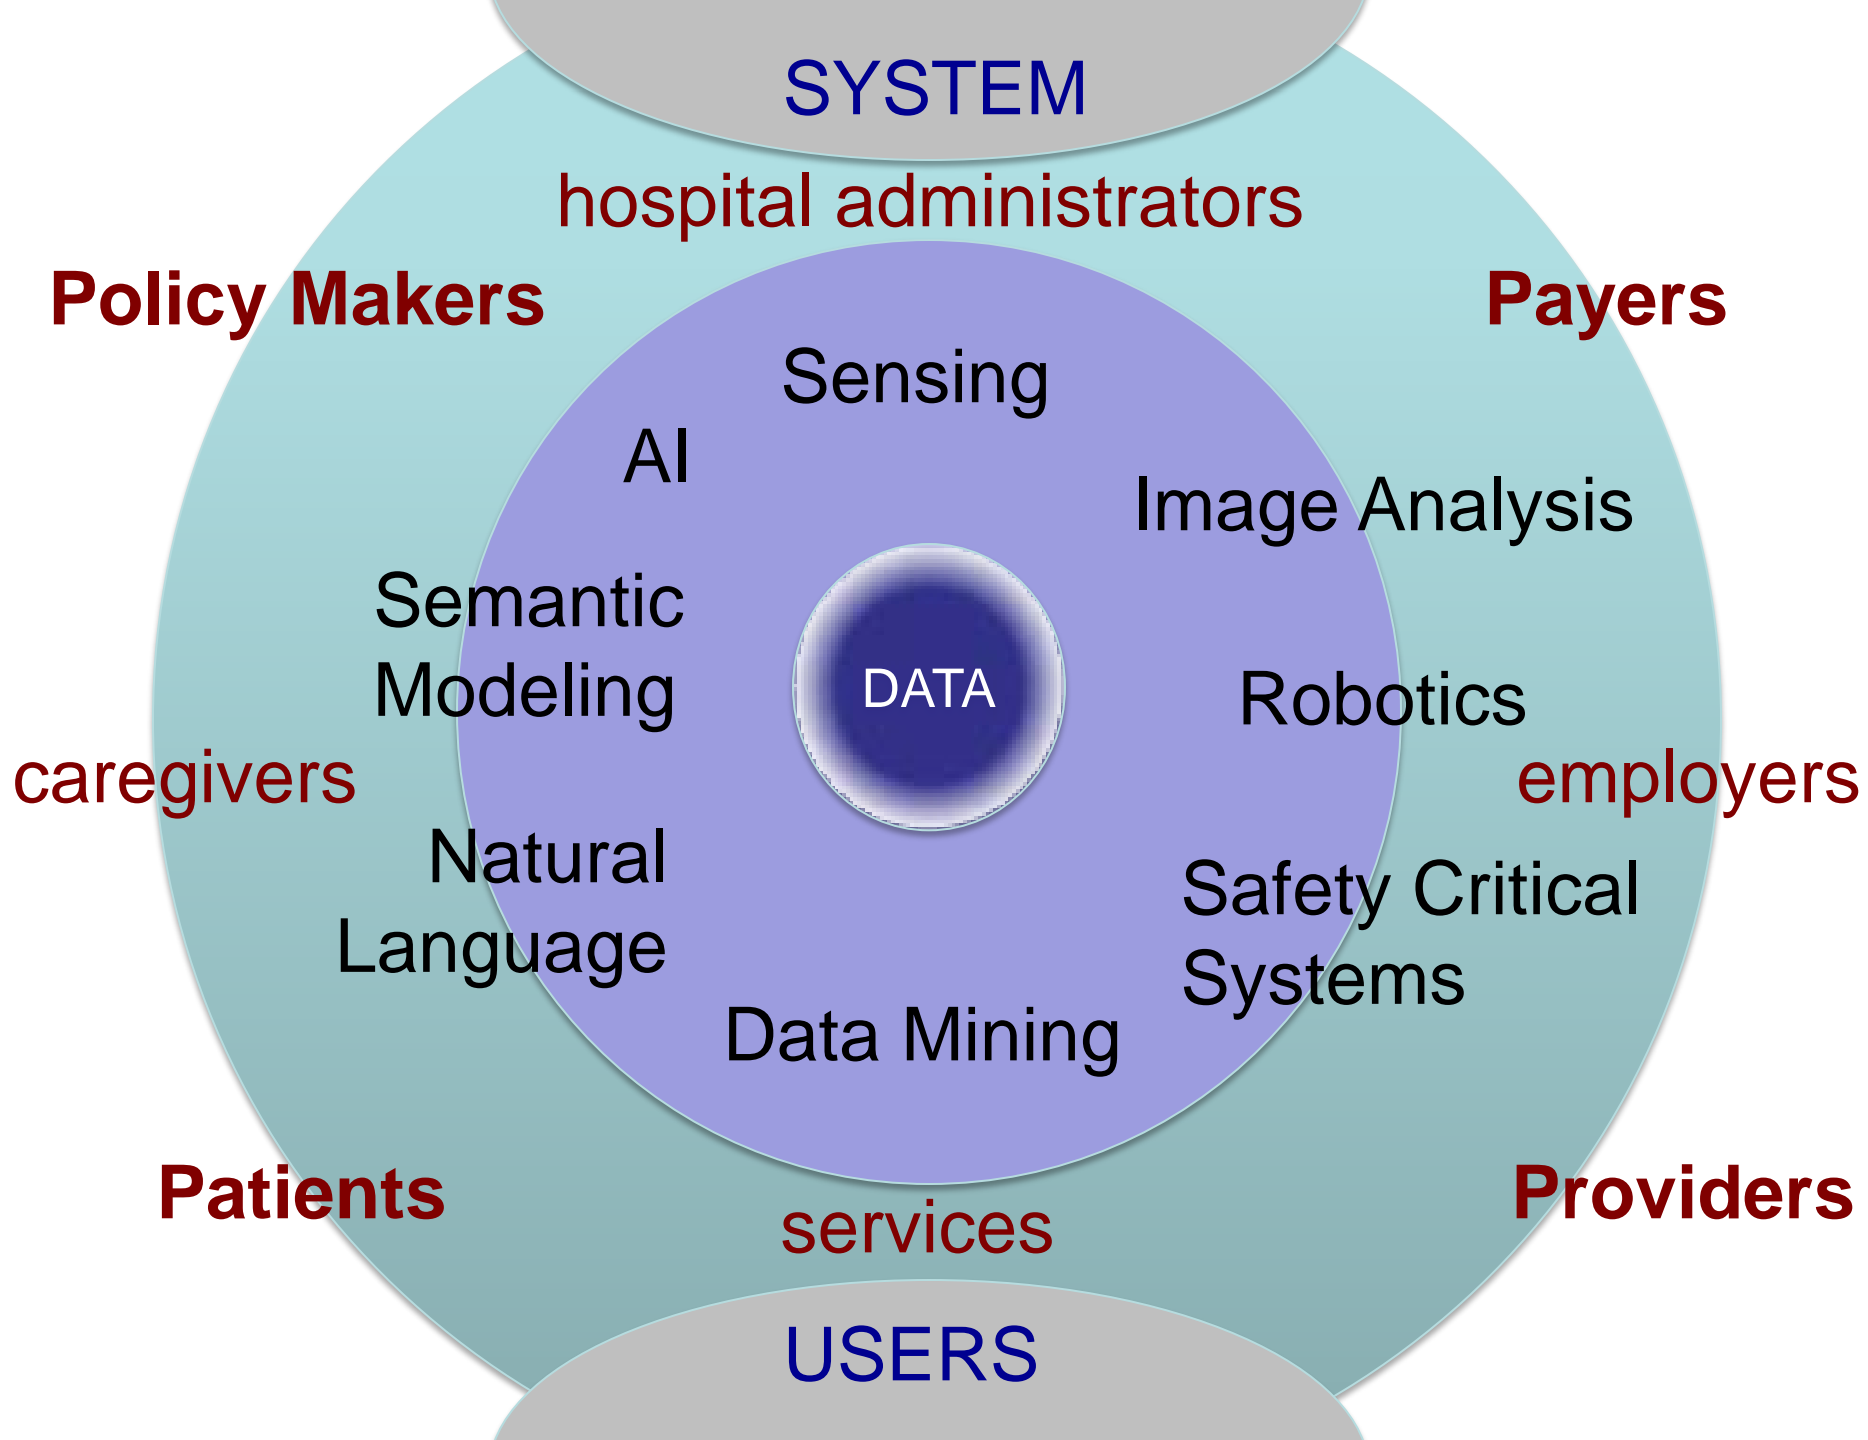 SYSTEM
hospital administrators
Policy Makers
Payers
Sensing
AI
Image Analysis
Semantic
Modeling
DATA
Robotics
caregivers
employers
Natural
Language
Safety Critical
Systems
Data Mining
Patients
Providers
services
USERS